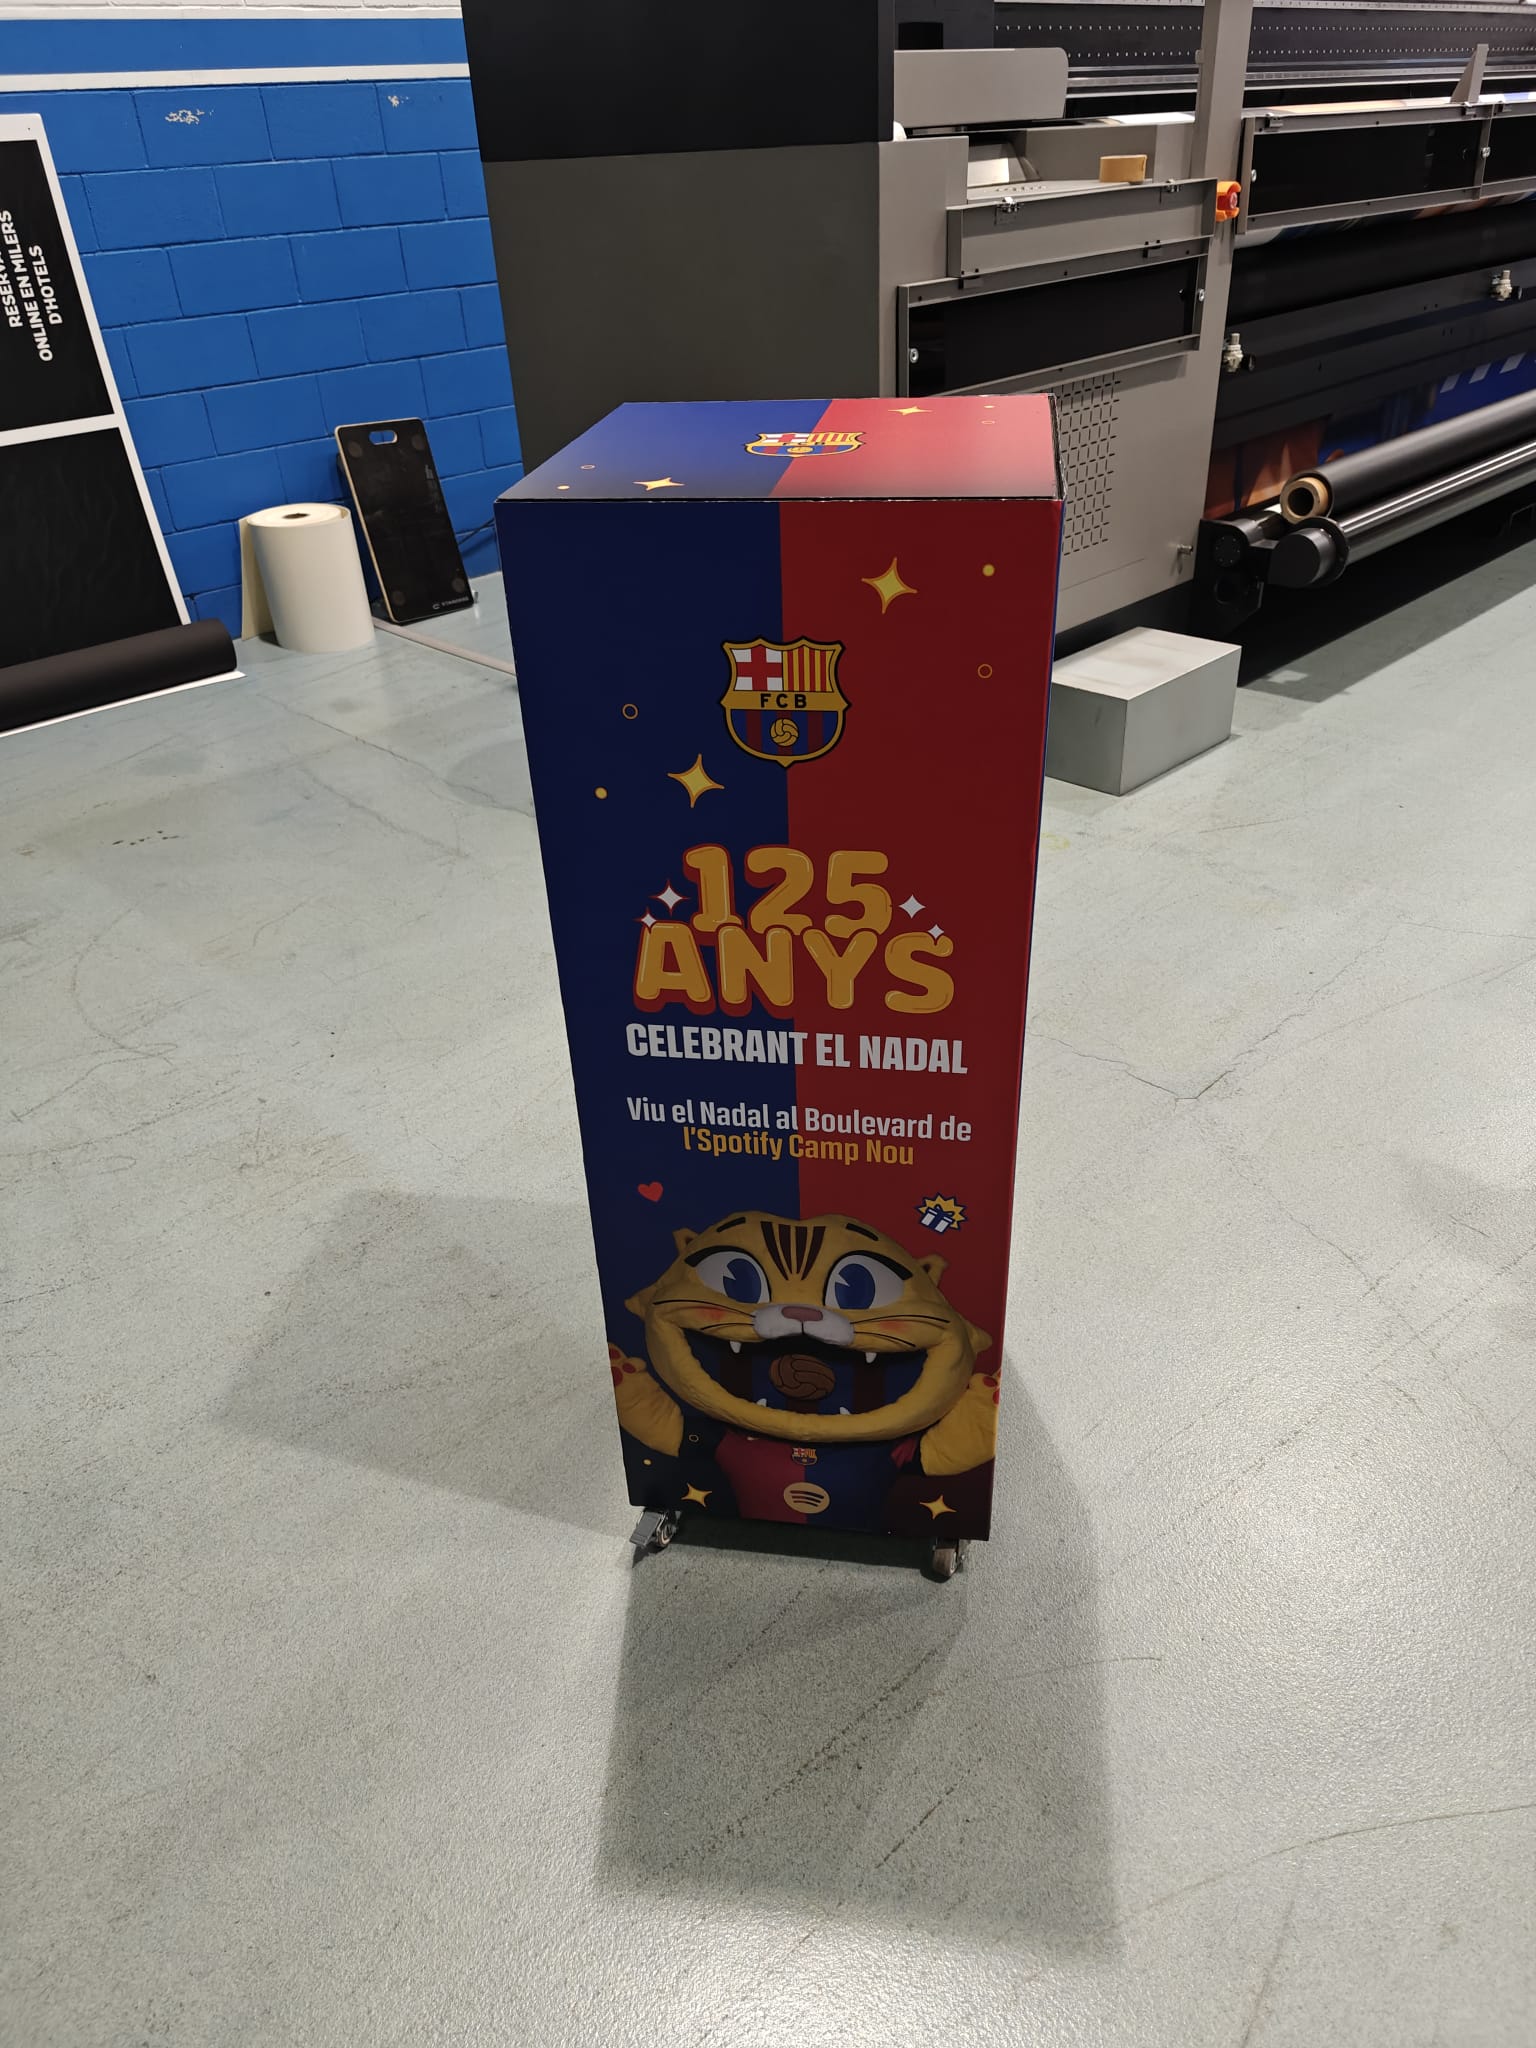 ONLINE EN MILERS
D'HOTELS
FCB
125
ANYS
CELEBRANT EL NADAL
Viu el Nadal al Boulevard de
l'Spotify Camp Nou